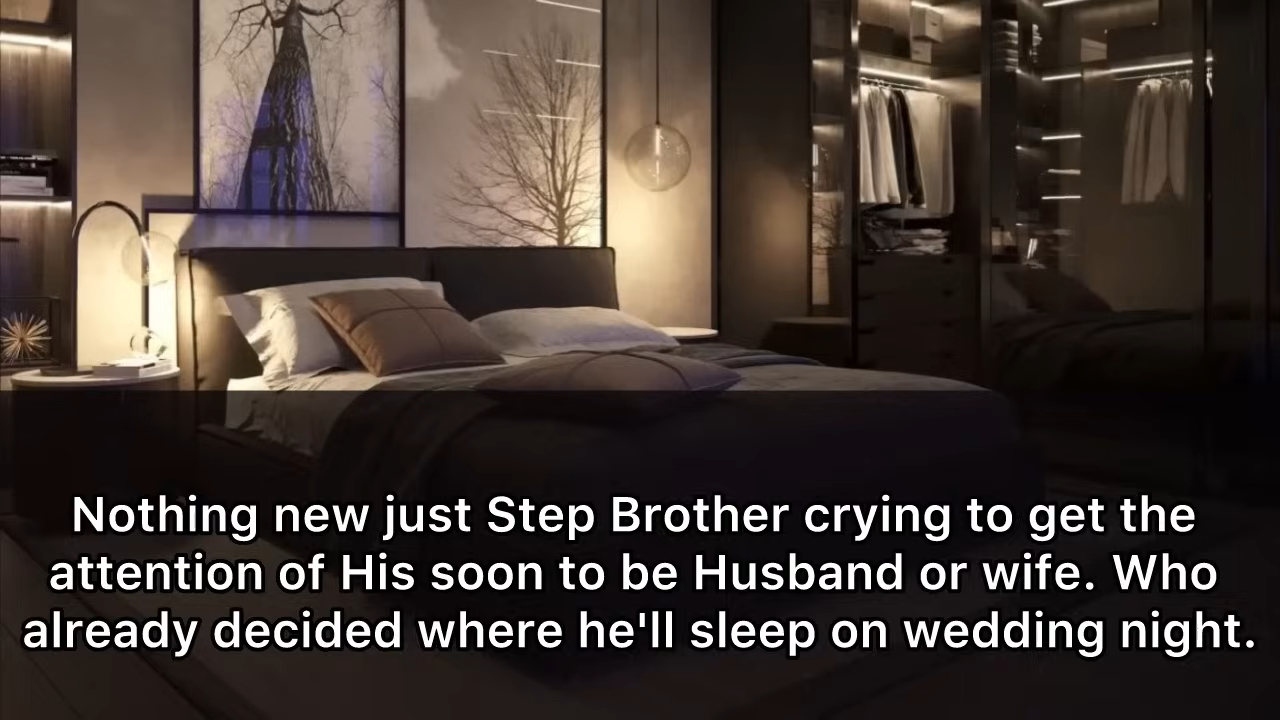 Nothing new just Step Brother crying to get the
attention of His soon to be Husband or wife. Who
already decided where he'll sleep on wedding night.